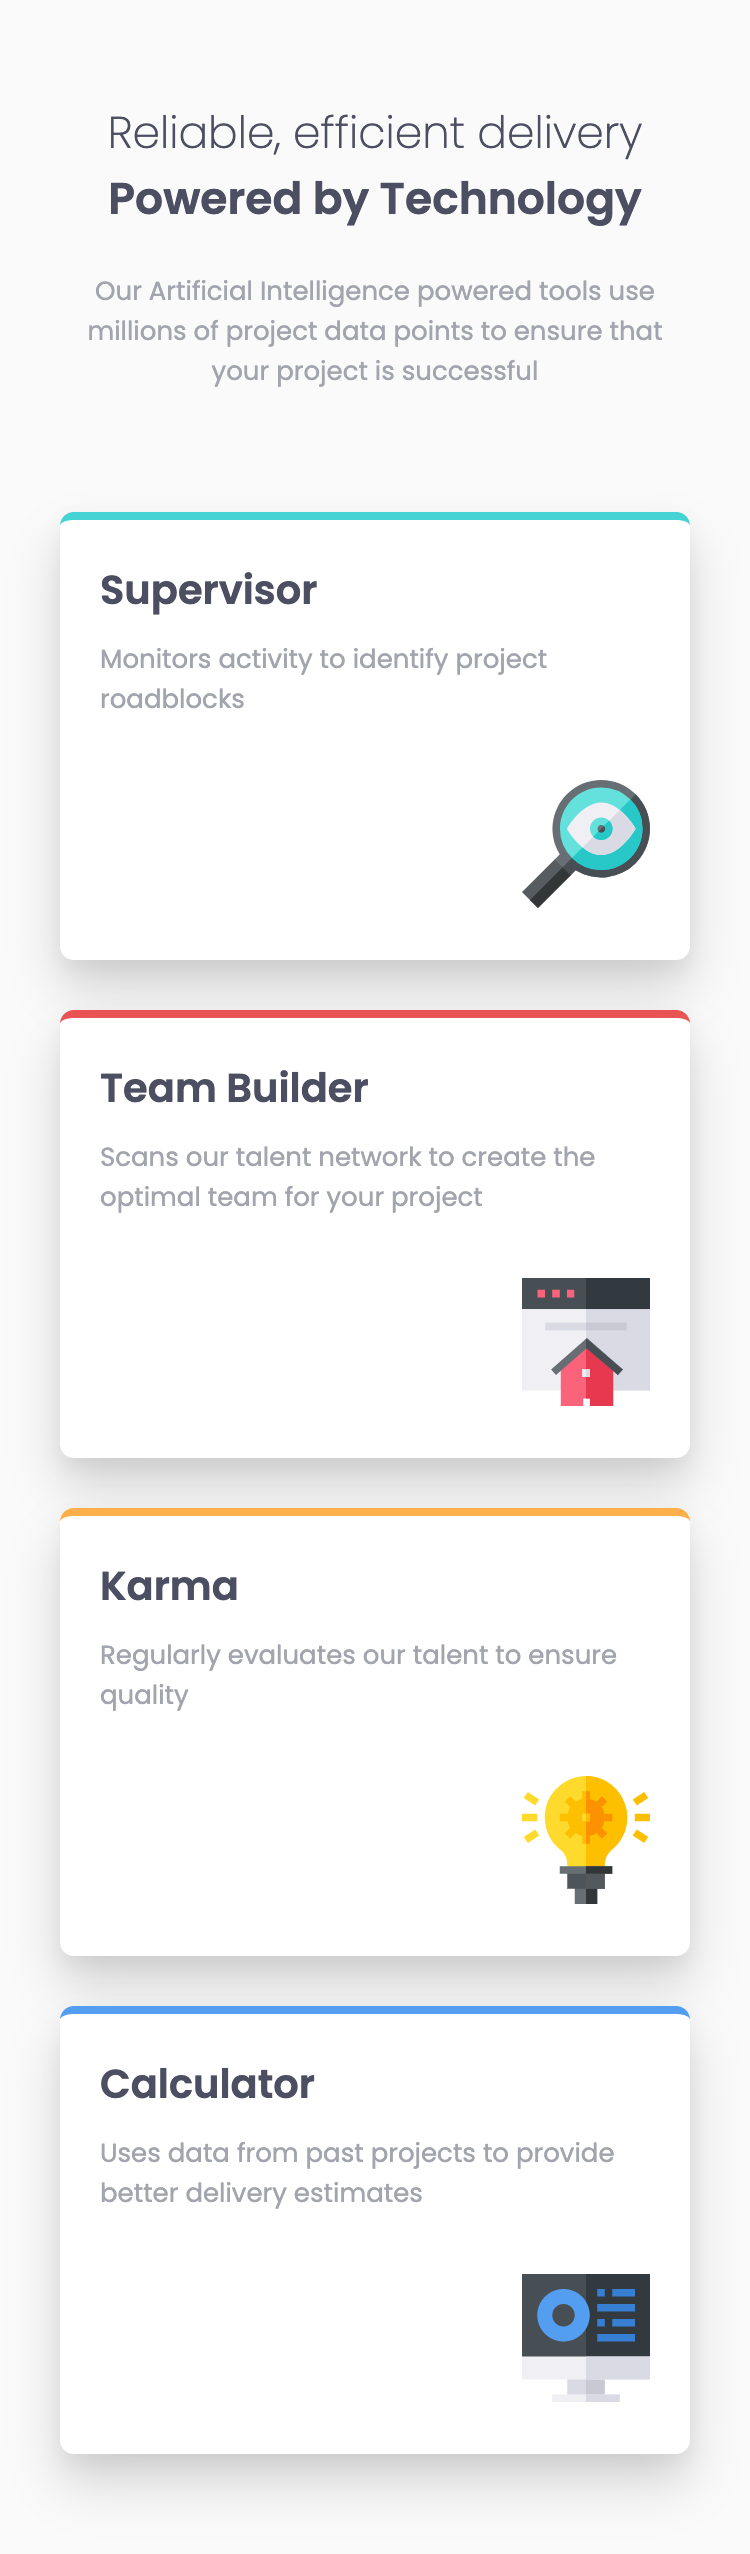 Reliable, efficient delivery
Powered by Technology
Our Artificial Intelligence powered tools use
millions of project data points to ensure that
your project is successful
Supervisor
Monitors activity to identify project
roadblocks
Team Builder
Scans our talent network to create the
optimal team for your project
Karma
Regularly evaluates our talent to ensure
quality
Calculator
Uses data from past projects to provide
better delivery estimates